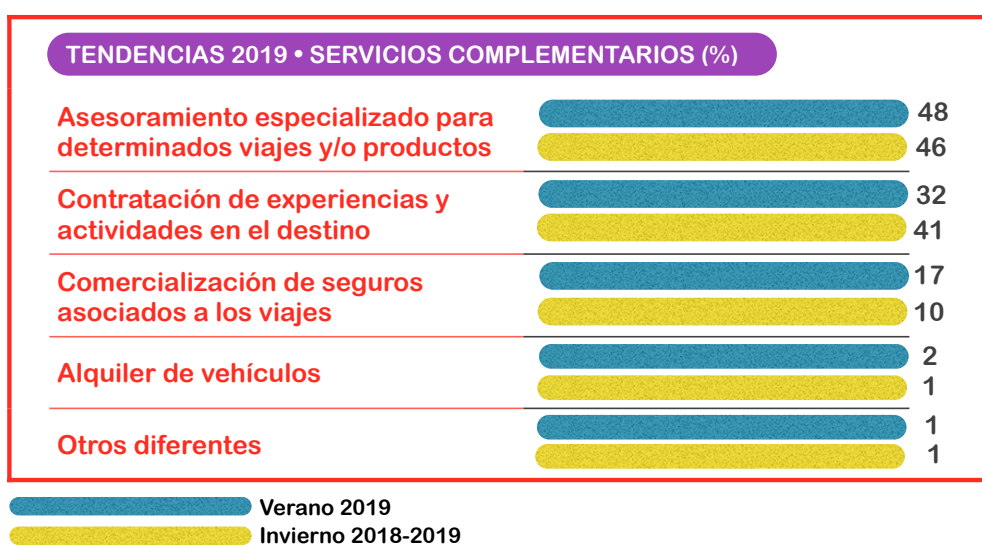 TENDENCIAS 2019 • SERVICIOS COMPLEMENTARIOS (%)
Asesoramiento especializado para
determinados viajes y/o productos
48
46
Contratación de experiencias y
actividades en el destino
32
41
Comercialización de seguros
asociados a los viajes
17
10
Alquiler de vehículos
2
1
Otros diferentes
1
1
Verano 2019
Invierno 2018-2019